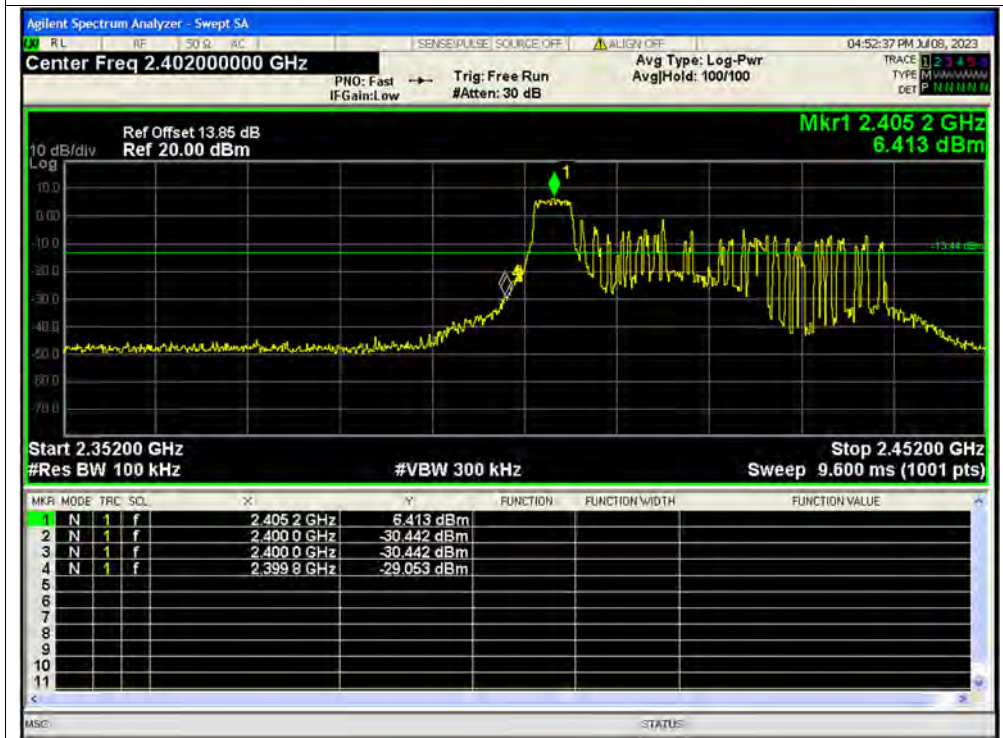 Agilent Spectrum Analyzer - Swept SA
RL RF 50 Ω AC SENSE:PULSE SOURCE OFF ALIGN OFF 04:52:37 PM Jul 08, 2023
Center Freq 2.402000000 GHz Avg Type: Log-Pwr TRACE 1 2 3 4 5 6
PNO: Fast Trig: Free Run Avg|Hold: 100/100 TYPE M WWWWW
IFGain:Low #Atten: 30 dB DET P N N N N N
Mkr1 2.405 2 GHz
Ref Offset 13.85 dB
10 dB/div Ref 20.00 dBm 6.413 dBm
Log
10.0
1
0.00
-10.0
-13.44 dBm
-20.0
-30.0
-40.0
-50.0
-60.0
-70.0
Start 2.35200 GHz Stop 2.45200 GHz
#Res BW 100 kHz #VBW 300 kHz Sweep 9.600 ms (1001 pts)
MKR MODE TRC SCL X Y FUNCTION FUNCTION WIDTH FUNCTION VALUE
1 N 1 f 2.405 2 GHz 6.413 dBm
2 N 1 f 2.400 0 GHz -30.442 dBm
3 N 1 f 2.400 0 GHz -30.442 dBm
4 N 1 f 2.399 8 GHz -29.053 dBm
5
6
7
8
9
10
11
MSG STATUS